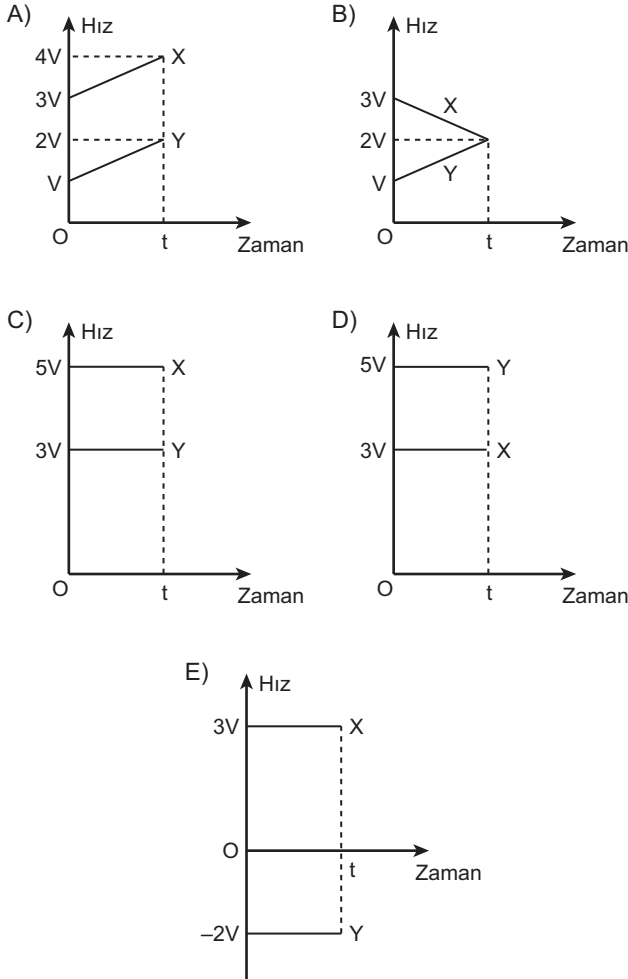 A) Hız
4V X
3V
2V Y
V
O t Zaman
B) Hız
3V X
2V
V Y
O t Zaman
C) Hız
5V X
3V Y
O t Zaman
D) Hız
5V Y
3V X
O t Zaman
E) Hız
3V X
O t Zaman
–2V Y